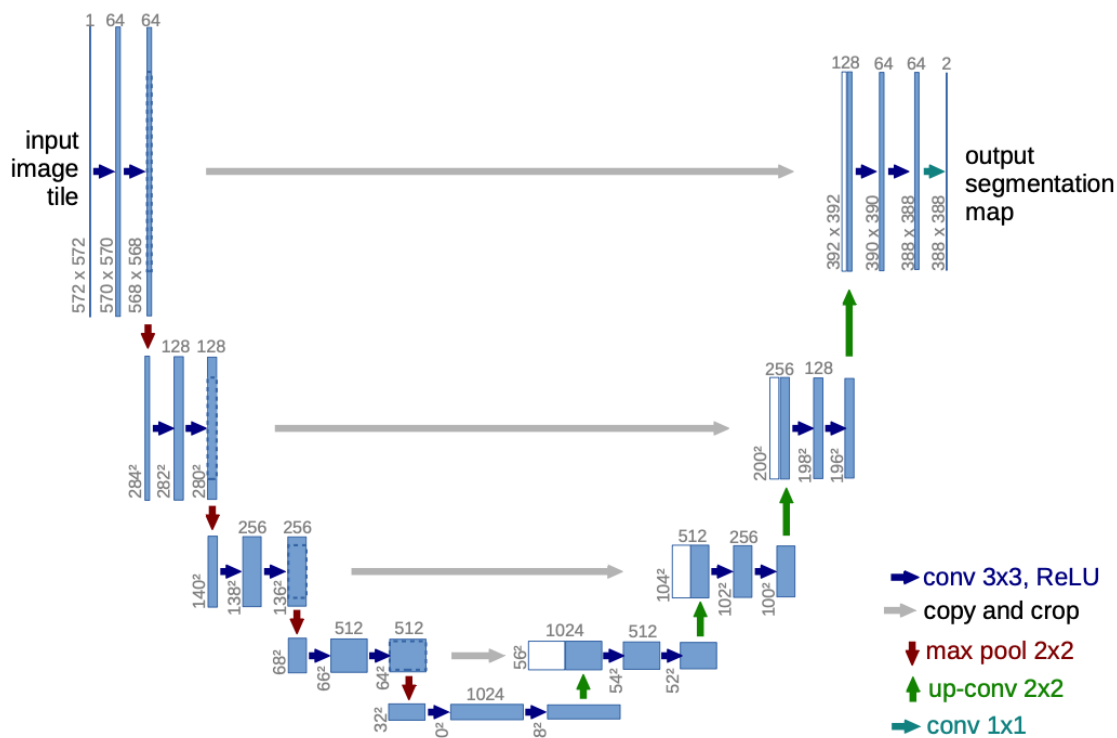 1 64 64
128 64 64 2
input
image
tile
output
segmentation
map
572 x 572
570 x 570
568 x 568
392 x 392
390 x 390
388 x 388
388 x 388
128 128
256 128
284²
282²
280²
200²
198²
196²
256 256
512 256
140²
138²
136²
104²
102²
100²
512 512
1024 512
68²
66²
64²
56²
54²
52²
1024
32²
0²
8²
conv 3x3, ReLU
copy and crop
max pool 2x2
up-conv 2x2
conv 1x1